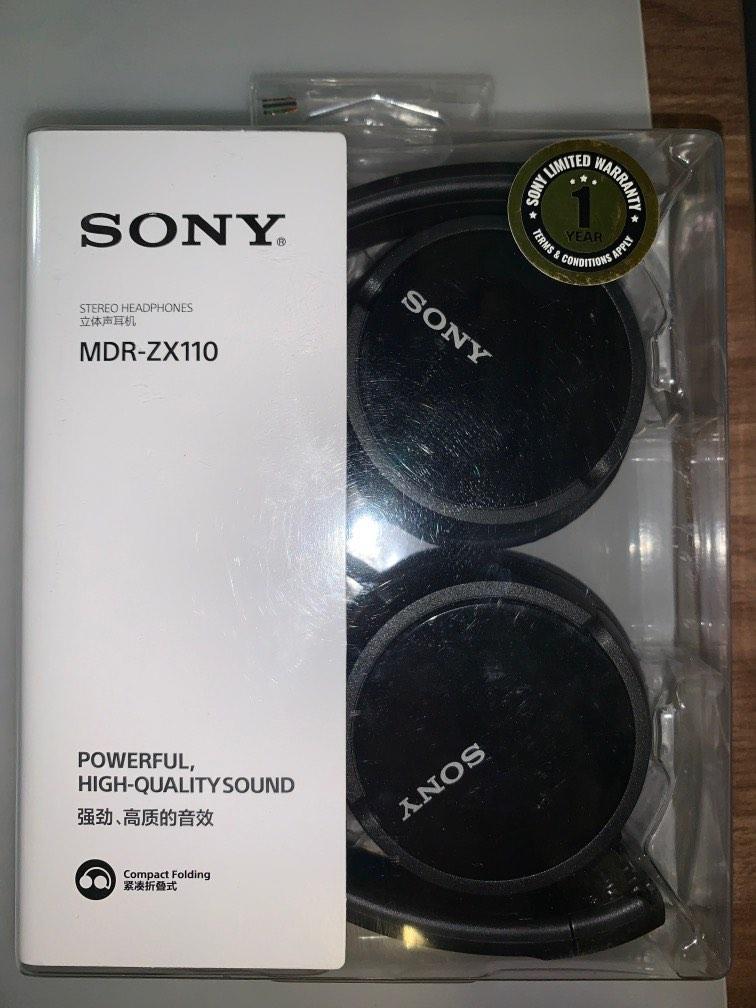 SONY®
STEREO HEADPHONES
立体声耳机
MDR-ZX110
POWERFUL,
HIGH-QUALITY SOUND
强劲、高质的音效
Compact Folding
紧凑折叠式
SONY LIMITED WARRANTY
1
YEAR
TERMS & CONDITIONS APPLY
SONY
SONY